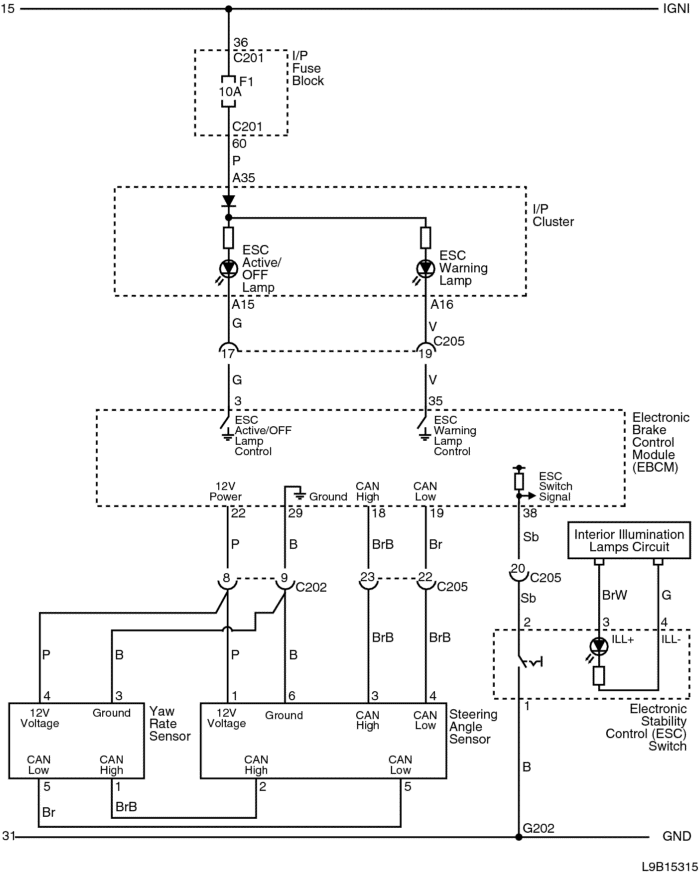 15
IGNI
36
C201
I/P
Fuse
Block
F1
10A
C201
60
P
A35
I/P
Cluster
ESC
Active/
OFF
Lamp
ESC
Warning
Lamp
A15
A16
G
V
C205
17
19
G
V
3
35
ESC
Active/OFF
Lamp
Control
ESC
Warning
Lamp
Control
Electronic
Brake
Control
Module
(EBCM)
12V
Power
Ground
CAN
High
CAN
Low
ESC
Switch
Signal
22
29
18
19
38
P
B
BrB
Br
Sb
Interior Illumination
Lamps Circuit
8
9
C202
23
22
C205
20
C205
Sb
BrW
G
BrB
BrB
2
3
4
ILL+
ILL-
P
B
P
B
4
3
1
6
3
4
12V
Voltage
Ground
Yaw
Rate
Sensor
12V
Voltage
Ground
CAN
High
CAN
Low
Steering
Angle
Sensor
1
Electronic
Stability
Control (ESC)
Switch
CAN
Low
CAN
High
CAN
High
CAN
Low
5
1
2
5
B
Br
BrB
31
G202
GND
L9B15315